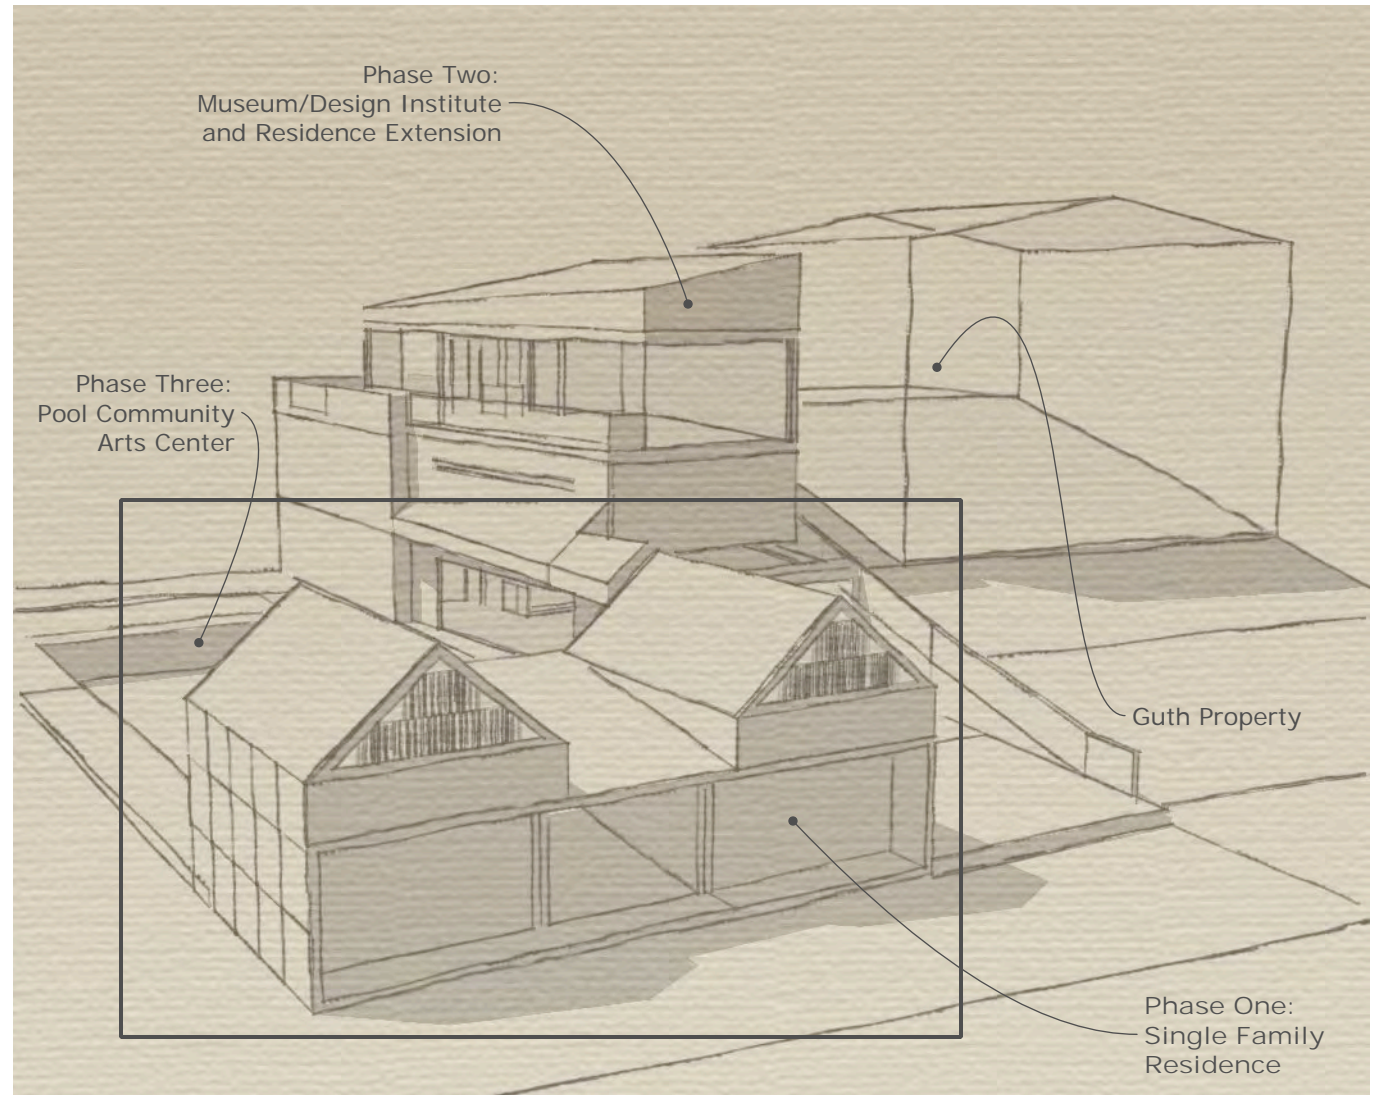 Phase Two:
Museum/Design Institute
and Residence Extension
Phase Three:
Pool Community
Arts Center
Guth Property
Phase One:
Single Family
Residence